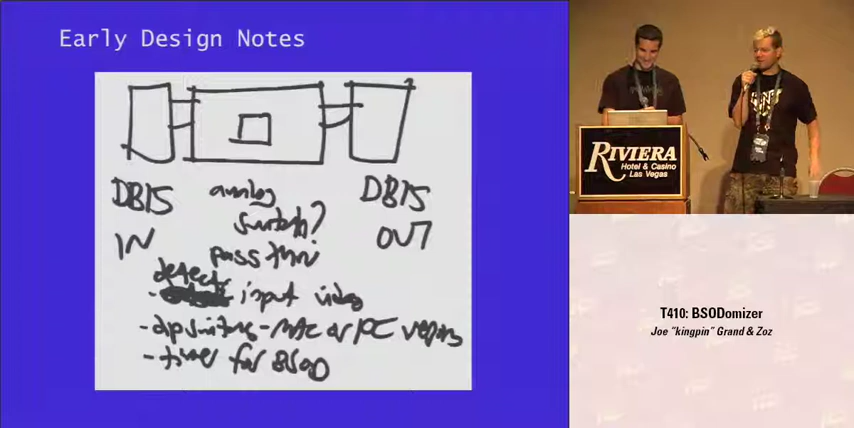 Early Design Notes
DB15
analog
DB15
switch?
IN
OUT
pass thru
detect
- input video
- dip switches - MAC or PC version
- timer for BSOD
RIVIERA
Hotel & Casino
Las Vegas
T410: BSODomizer
Joe "kingpin" Grand & Zoz